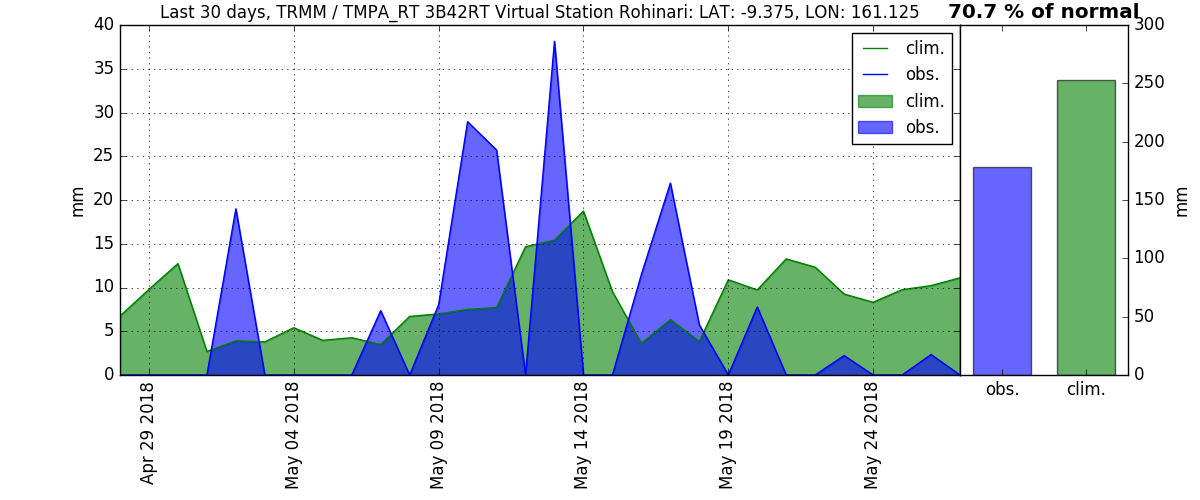 Last 30 days, TRMM / TMPA_RT 3B42RT Virtual Station Rohinari: LAT: -9.375, LON: 161.125
70.7 % of normal
40
35
30
25
20
15
10
5
0
mm
clim.
obs.
clim.
obs.
Apr 29 2018
May 04 2018
May 09 2018
May 14 2018
May 19 2018
May 24 2018
300
250
200
150
100
50
0
mm
obs.
clim.